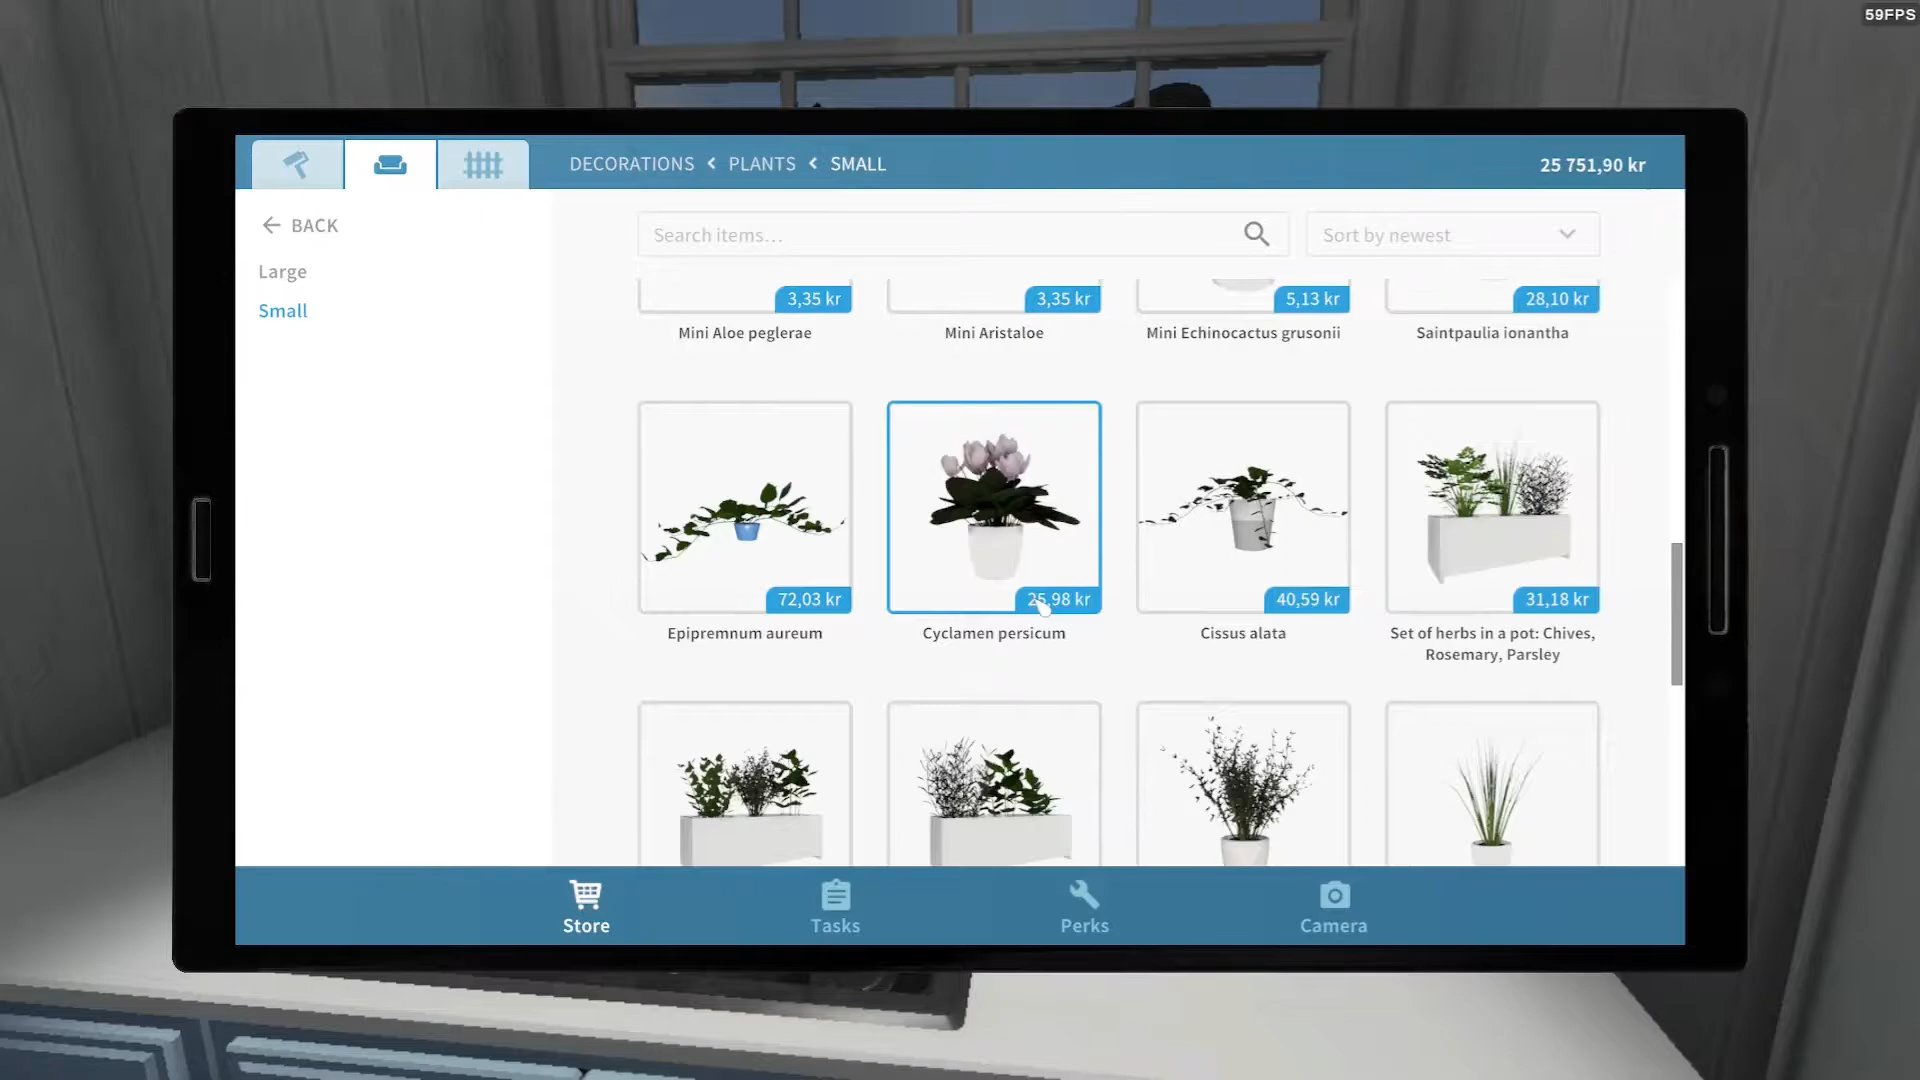 59FPS
DECORATIONS < PLANTS < SMALL
25 751,90 kr
BACK
Large
Small
Search items...
Sort by newest
3,35 kr
3,35 kr
5,13 kr
28,10 kr
Mini Aloe peglerae
Mini Aristaloe
Mini Echinocactus grusonii
Saintpaulia ionantha
72,03 kr
25,98 kr
40,59 kr
31,18 kr
Epipremnum aureum
Cyclamen persicum
Cissus alata
Set of herbs in a pot: Chives,
Rosemary, Parsley
Store
Tasks
Perks
Camera